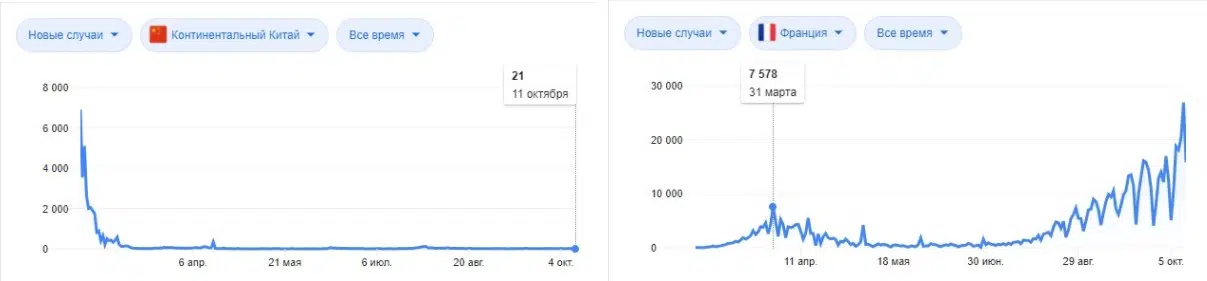 Новые случаи
Континентальный Китай
Все время
21
11 октября
8 000
6 000
4 000
2 000
0
6 апр.
21 мая
6 июл.
20 авг.
4 окт.
Новые случаи
Франция
Все время
7 578
31 марта
30 000
20 000
10 000
0
11 апр.
18 мая
30 июн.
29 авг.
5 окт.